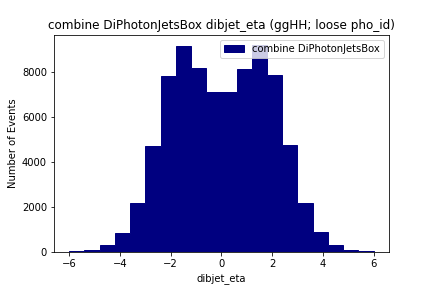 combine DiPhotonJetsBox dibjet_eta (ggHH; loose pho_id)
combine DiPhotonJetsBox
8000
6000
4000
2000
0
Number of Events
−6 −4 −2 0 2 4 6
dibjet_eta